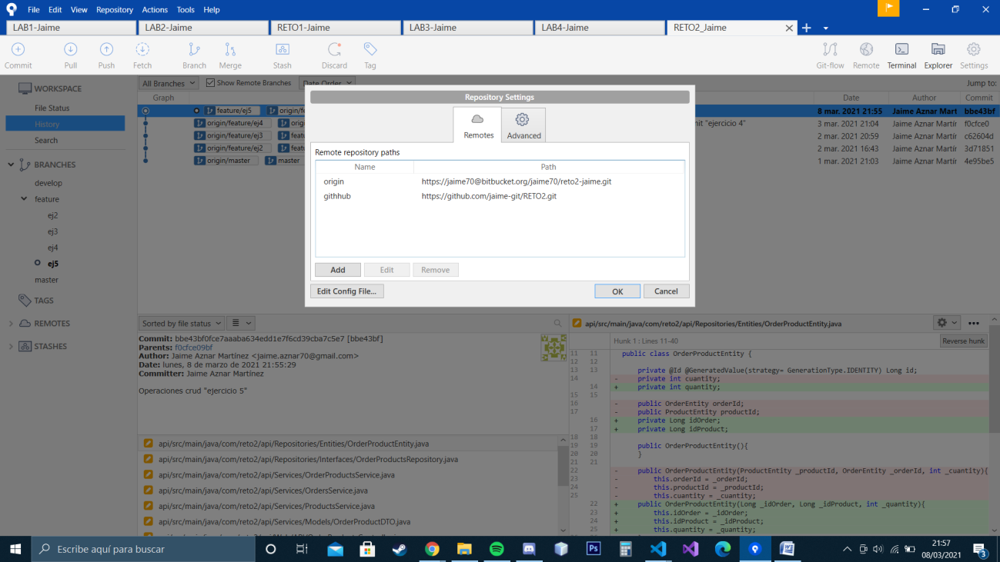 File Edit View Repository Actions Tools Help
LAB1-Jaime LAB2-Jaime RETO1-Jaime LAB3-Jaime LAB4-Jaime RETO2_Jaime
Commit Pull Push Fetch Branch Merge Stash Discard Tag Git-flow Remote Terminal Explorer Settings
WORKSPACE
File Status
History
Search
BRANCHES
develop
feature
ej2
ej3
ej4
ej5
master
TAGS
REMOTES
STASHES
All Branches Show Remote Branches Date Order Jump to:
Graph Date Author Commit
feature/ej5 8 mar. 2021 21:55 Jaime Aznar Mart bbe43bf
origin/feature/ej4 "ejercicio 4" 3 mar. 2021 21:04 Jaime Aznar Martír f0cfce0
origin/feature/ej3 2 mar. 2021 20:59 Jaime Aznar Martír c62604d
origin/feature/ej2 2 mar. 2021 16:43 Jaime Aznar Martír 3d71851
origin/master master 1 mar. 2021 21:03 Jaime Aznar Martír 4e95be5
Repository Settings
Remotes Advanced
Remote repository paths
Name Path
origin https://jaime70@bitbucket.org/jaime70/reto2-jaime.git
githhub https://github.com/jaime-git/RETO2.git
Add Edit Remove
Edit Config File... OK Cancel
Sorted by file status
Commit: bbe43bf0fce7aaaba634edd1e7f6cd39cba7c5e7 [bbe43bf]
Parents: f0cfce09bf
Author: Jaime Aznar Martínez <jaime.aznar70@gmail.com>
Date: lunes, 8 de marzo de 2021 21:55:29
Committer: Jaime Aznar Martínez
Operaciones crud "ejercicio 5"
api/src/main/java/com/reto2/api/Repositories/Entities/OrderProductEntity.java
api/src/main/java/com/reto2/api/Repositories/Interfaces/OrderProductsRepository.java
api/src/main/java/com/reto2/api/Services/OrderProductsService.java
api/src/main/java/com/reto2/api/Services/OrdersService.java
api/src/main/java/com/reto2/api/Services/ProductsService.java
api/src/main/java/com/reto2/api/Services/Models/OrderProductDTO.java
api/src/main/java/com/reto2/api/Repositories/Entities/OrderProductEntity.java
Hunk 1 : Lines 11-40 Reverse hunk
11 11 public class OrderProductEntity {
12 12
13 13 private @Id @GeneratedValue(strategy= GenerationType.IDENTITY) Long id;
14 - private int cuantity;
14 + private int quantity;
15 15
16 - public OrderEntity orderId;
17 - public ProductEntity productId;
16 + private Long idOrder;
17 + private Long idProduct;
18 18
19 19 public OrderProductEntity(){
20 20 }
21 21
22 - public OrderProductEntity(ProductEntity _productId, OrderEntity _orderId, int _cuantity){
23 - this.orderId = _orderId;
24 - this.productId = _productId;
25 - this.cuantity = _cuantity;
22 + public OrderProductEntity(Long _idOrder, Long _idProduct, int _quantity){
23 + this.idOrder = _idOrder;
24 + this.idProduct = _idProduct;
25 + this.quantity = _quantity;
Escribe aquí para buscar
Ps
21:57
08/03/2021
3